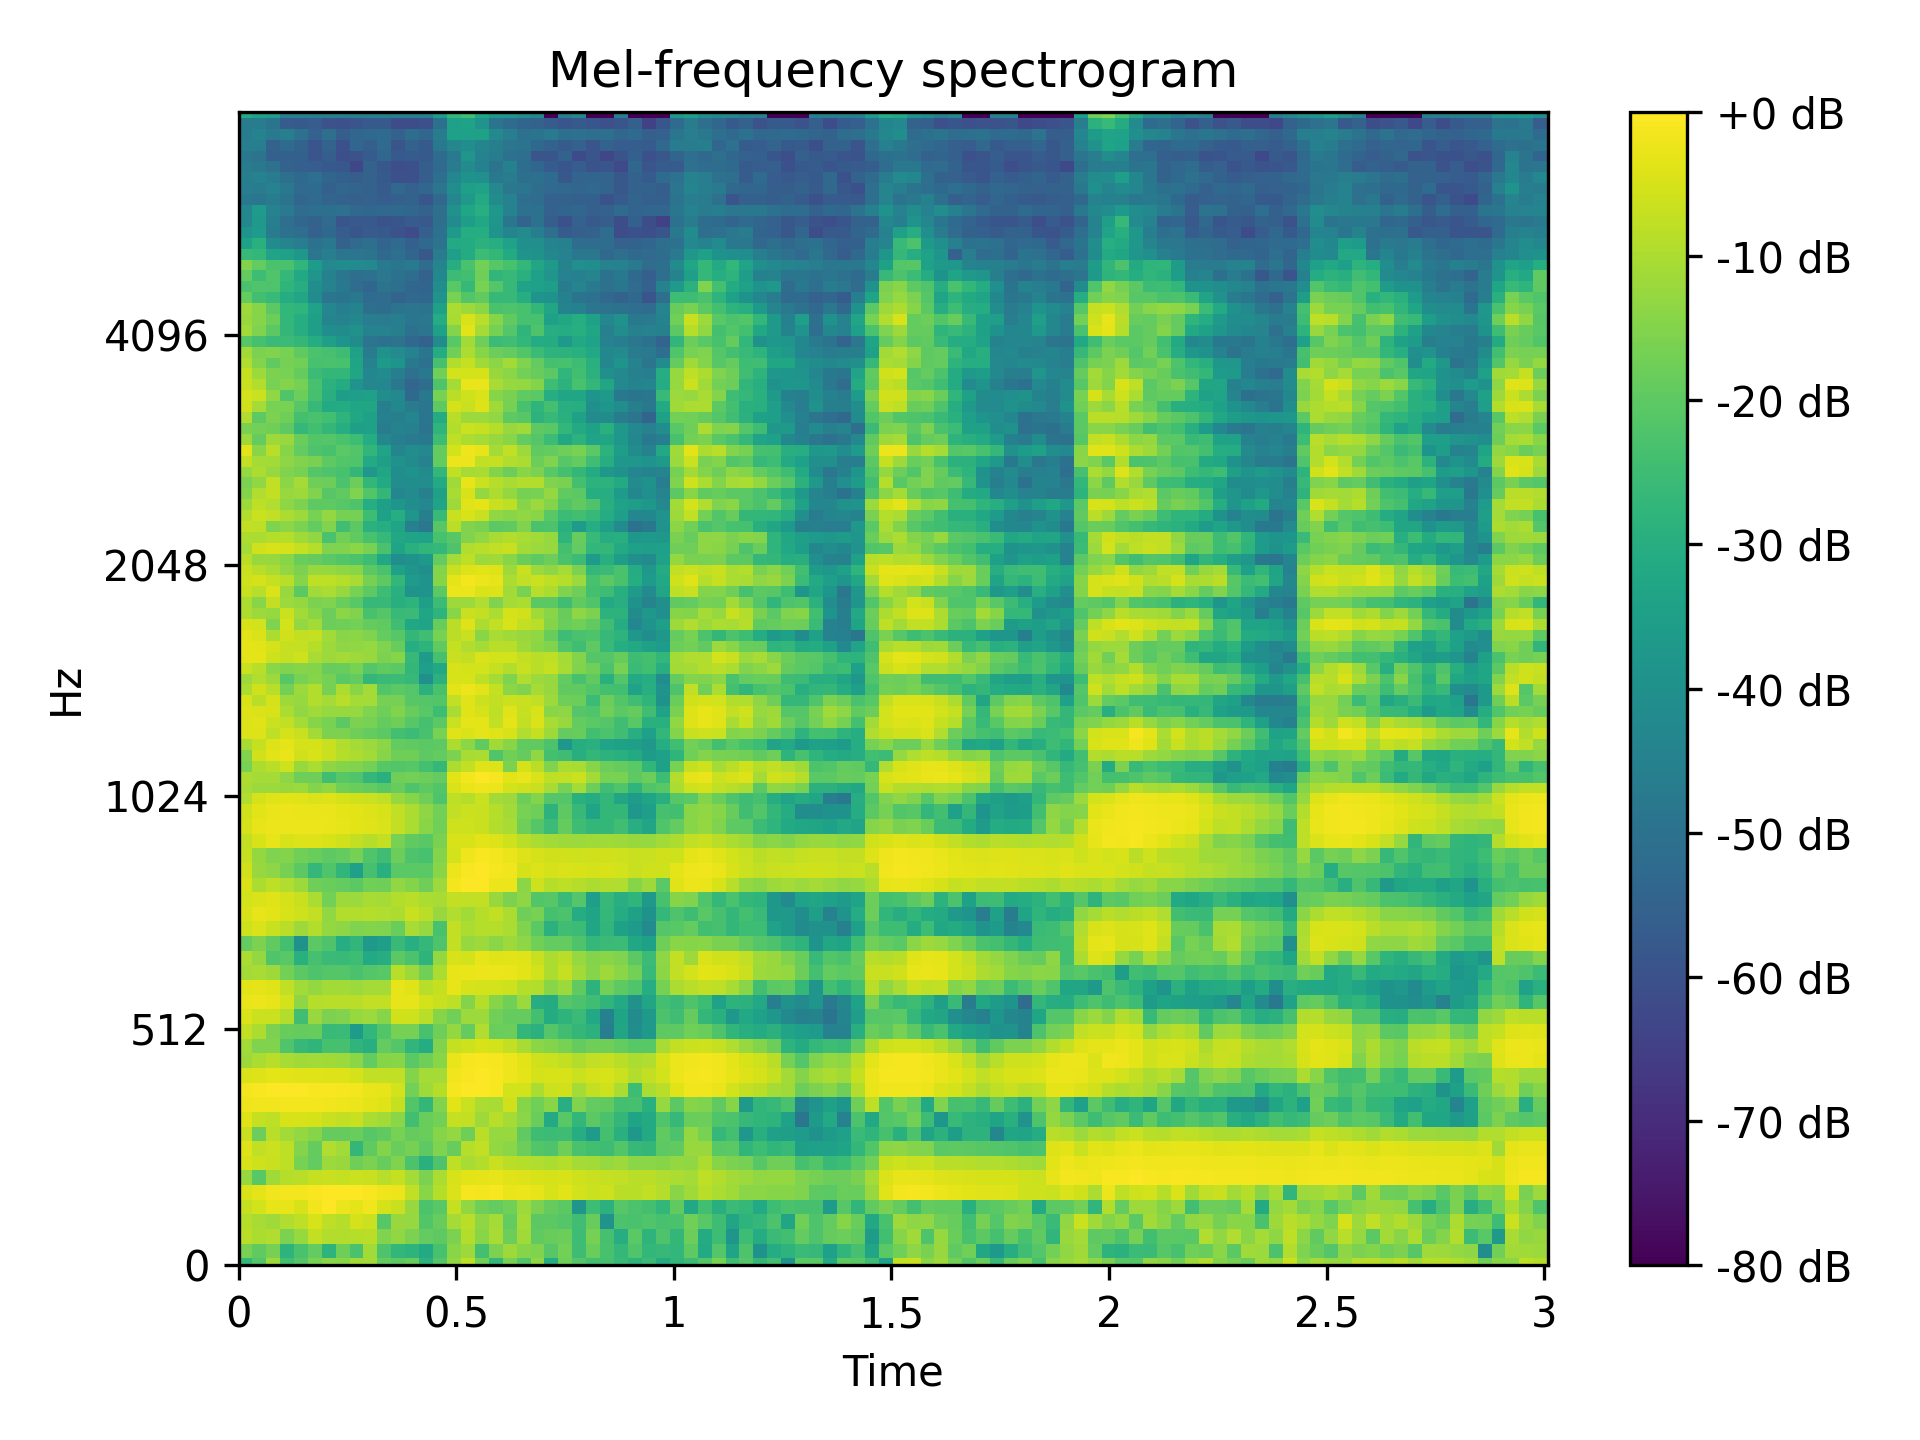 Mel-frequency spectrogram
Hz
4096
2048
1024
512
0
0 0.5 1 1.5 2 2.5 3
Time
+0 dB
-10 dB
-20 dB
-30 dB
-40 dB
-50 dB
-60 dB
-70 dB
-80 dB